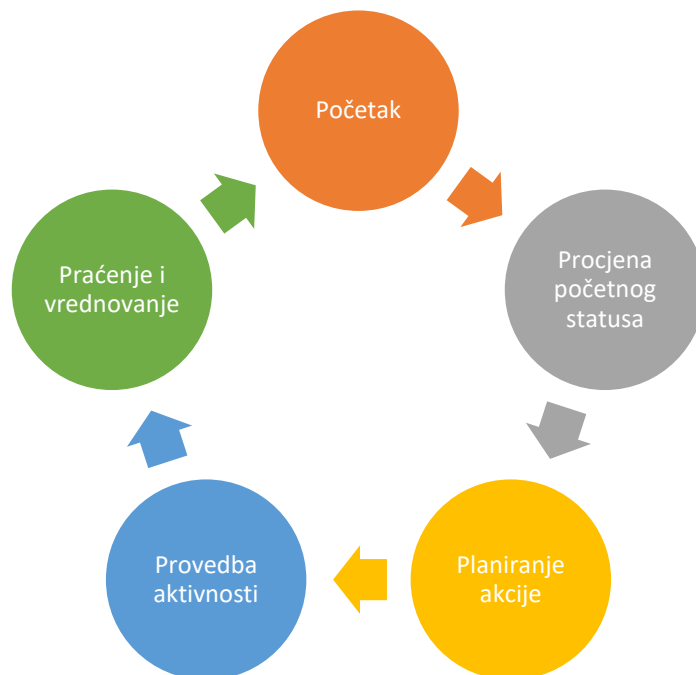 Početak
Procjena
početnog
statusa
Planiranje
akcije
Provedba
aktivnosti
Praćenje i
vrednovanje